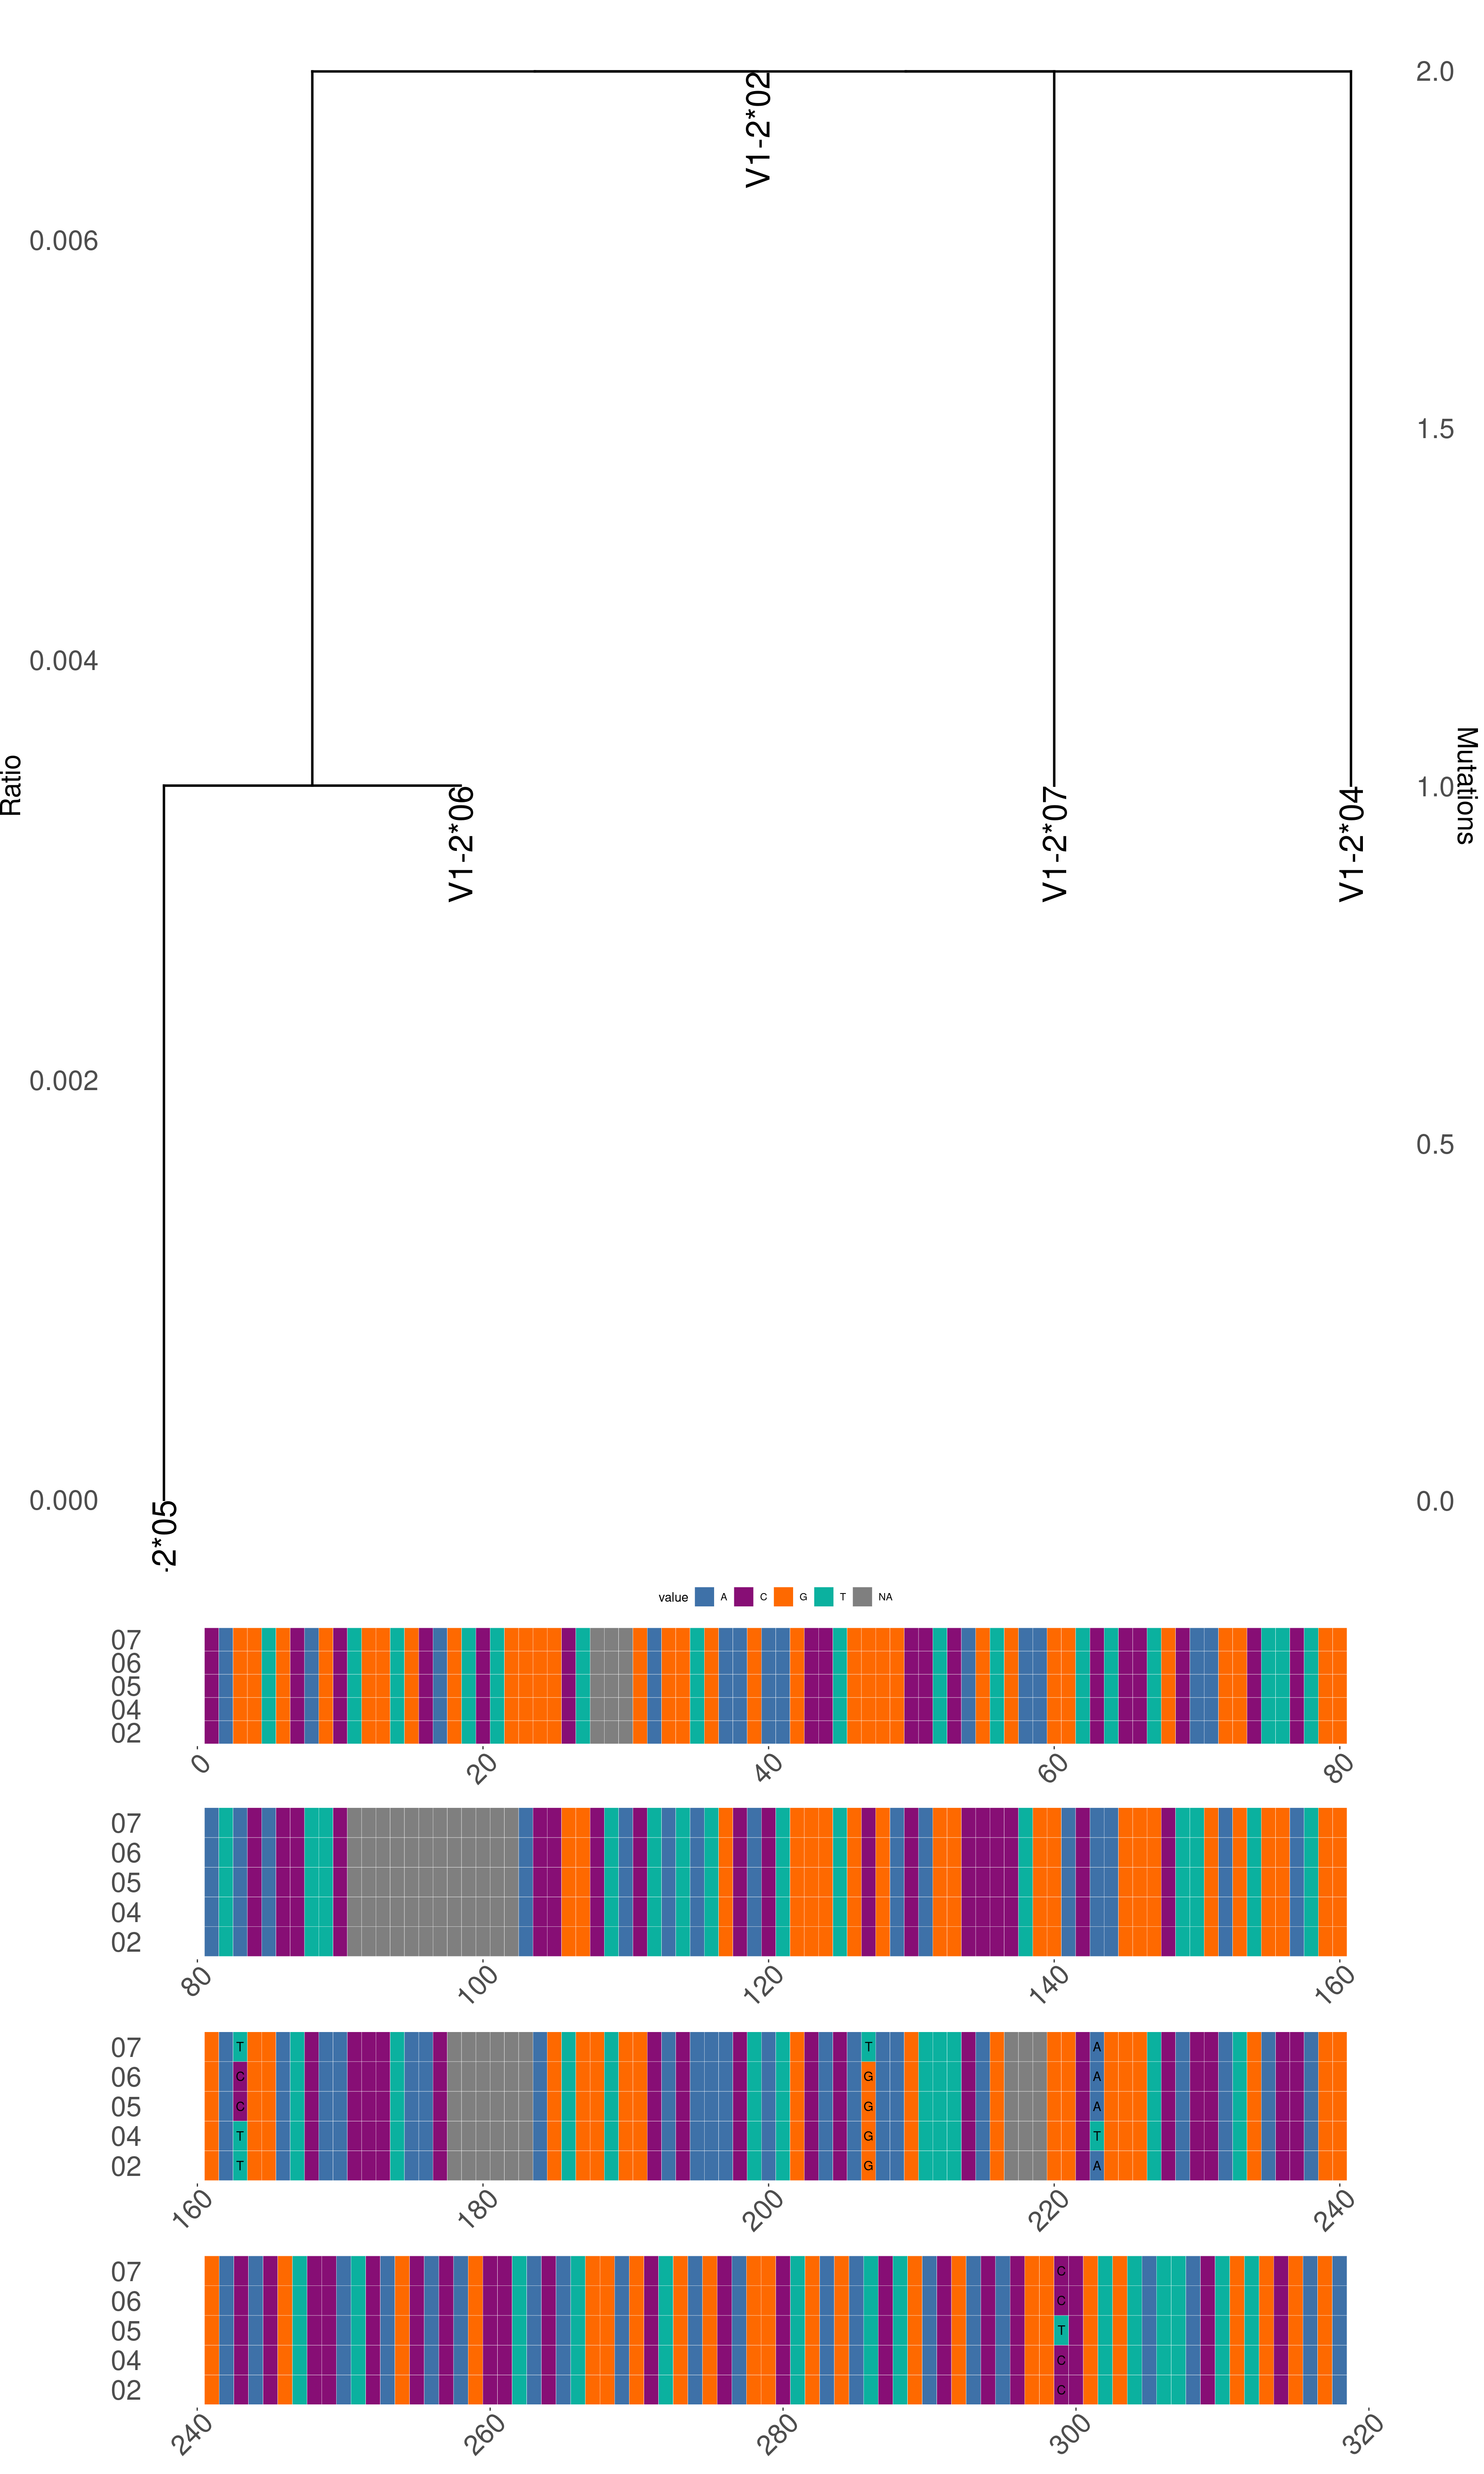 2.0
V1-2*02
0.006
1.5
0.004
Ratio
Mutations
1.0
V1-2*06
V1-2*07
V1-2*04
0.002
0.5
0.000
0.0
-2*05
value A C G T NA
07
06
05
04
02
0 20 40 60 80
07
06
05
04
02
80 100 120 140 160
07 T T A
06 C G A
05 C G A
04 T G T
02 T G A
160 180 200 220 240
07 C
06 C
05 T
04 C
02 C
240 260 280 300 320